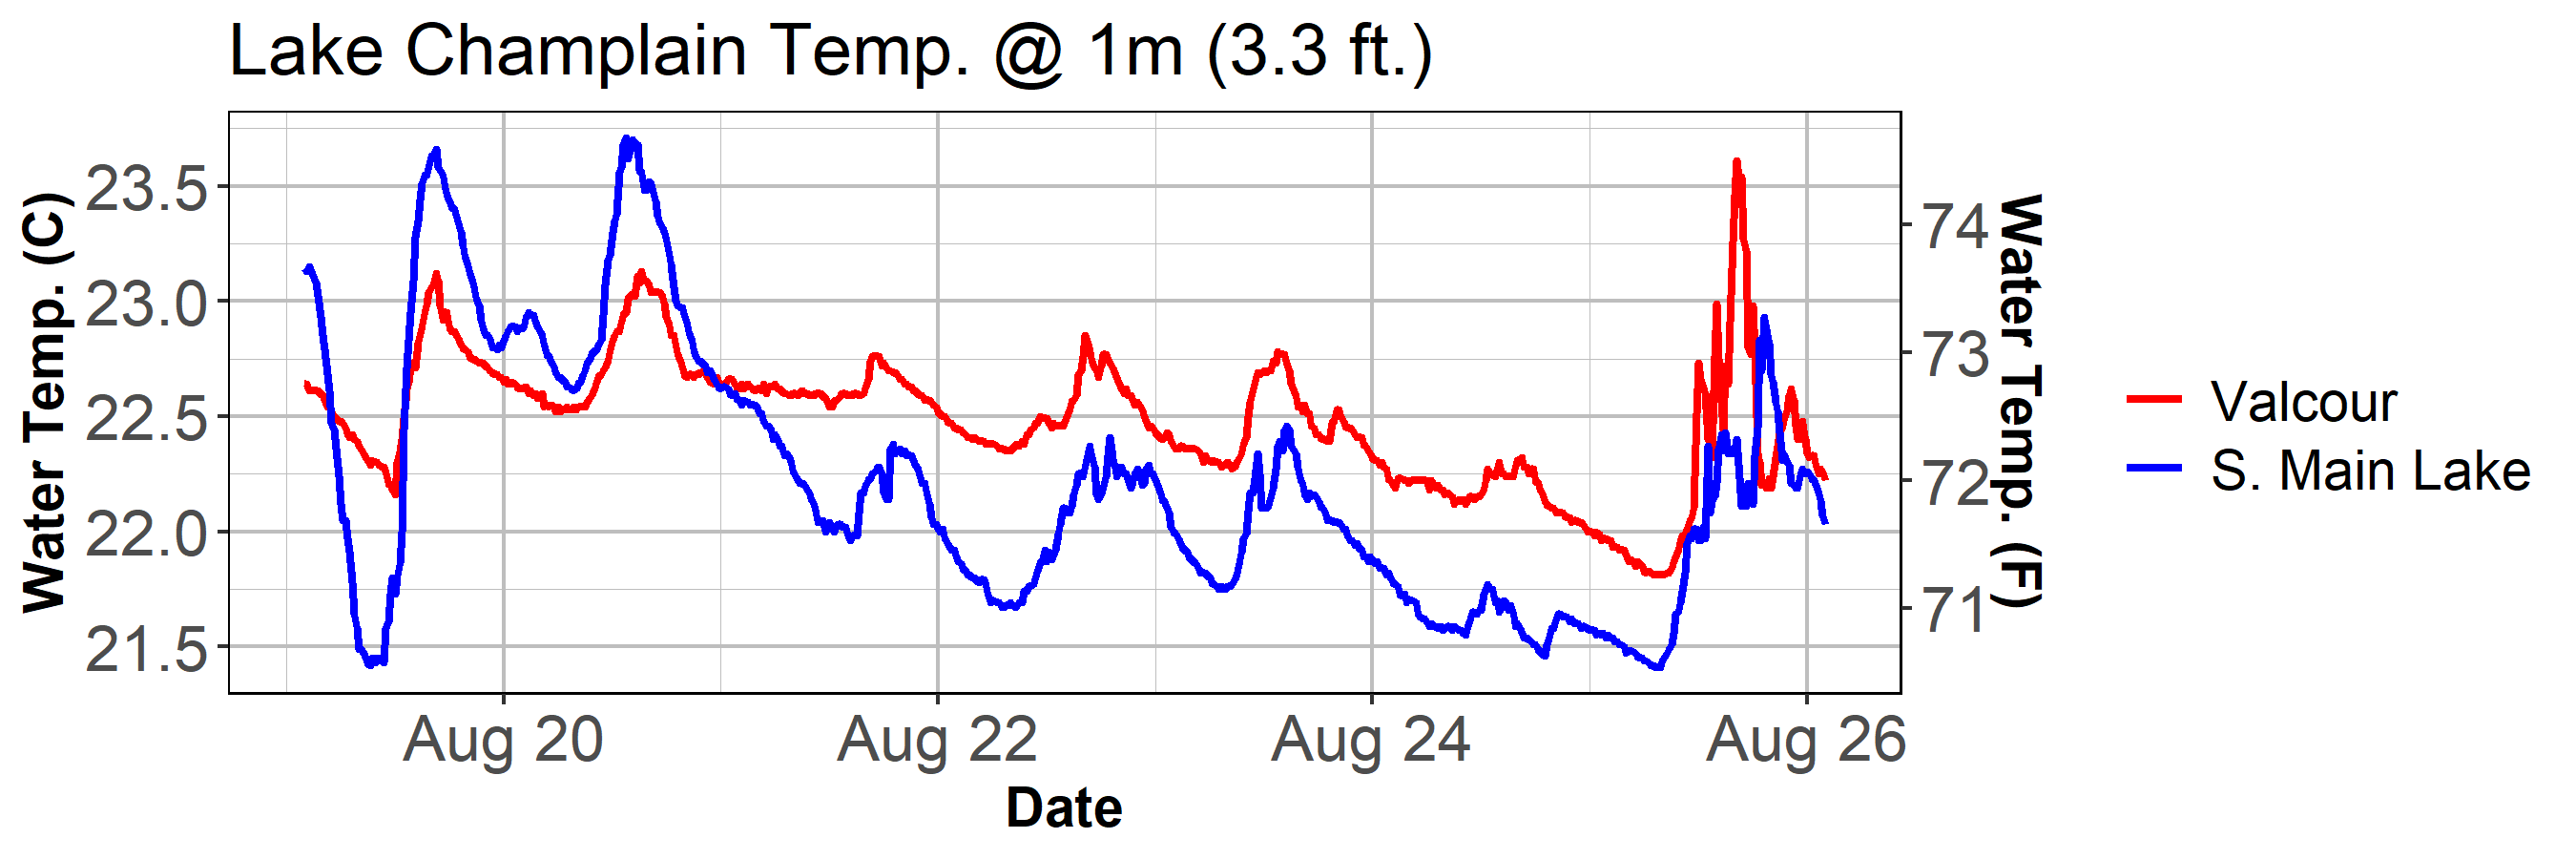 Lake Champlain Temp. @ 1m (3.3 ft.)
Water Temp. (C)
23.5
23.0
22.5
22.0
21.5
Aug 20
Aug 22
Aug 24
Aug 26
Date
74
73
72
71
Water Temp. (F)
Valcour
S. Main Lake